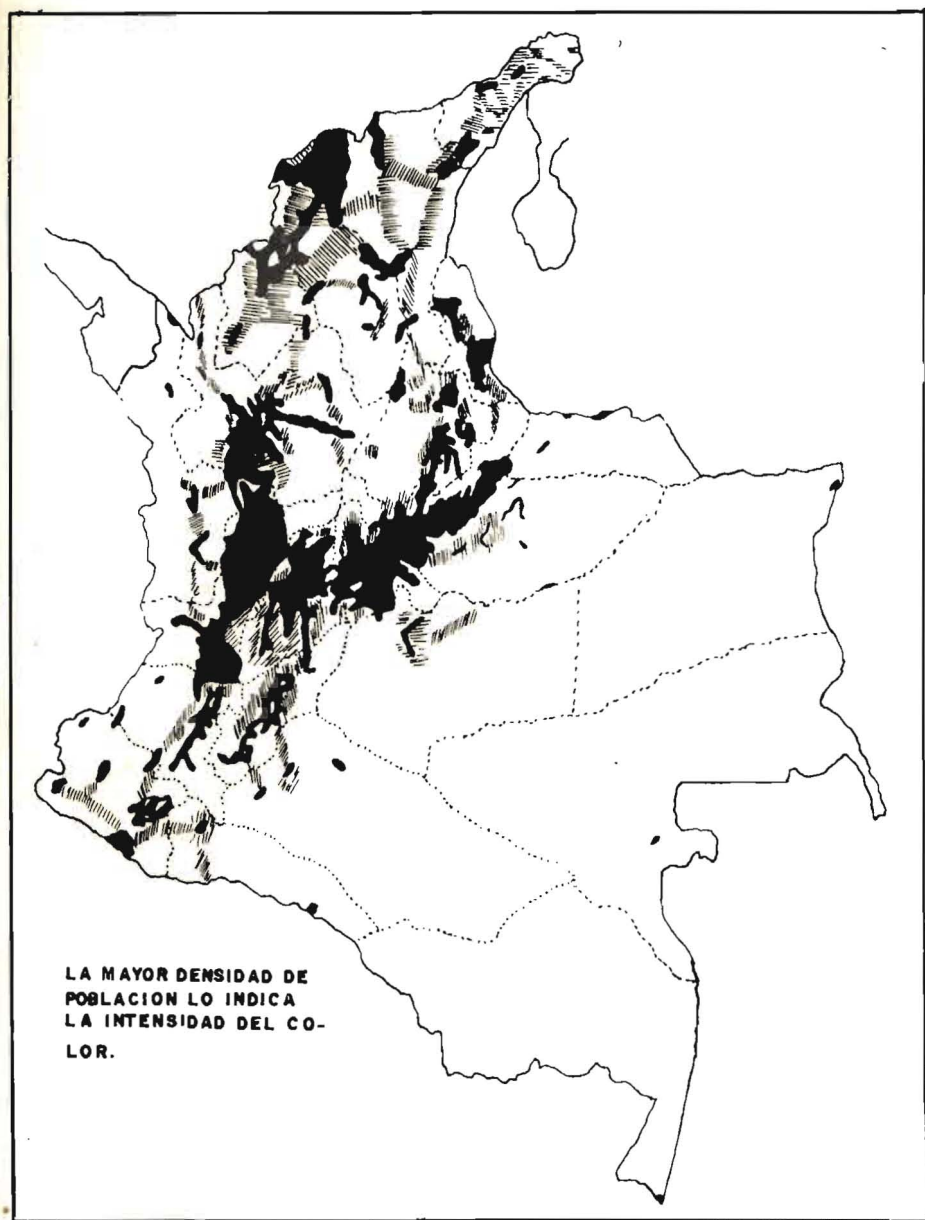 LA MAYOR DENSIDAD DE
POBLACION LO INDICA
LA INTENSIDAD DEL CO-
LOR.